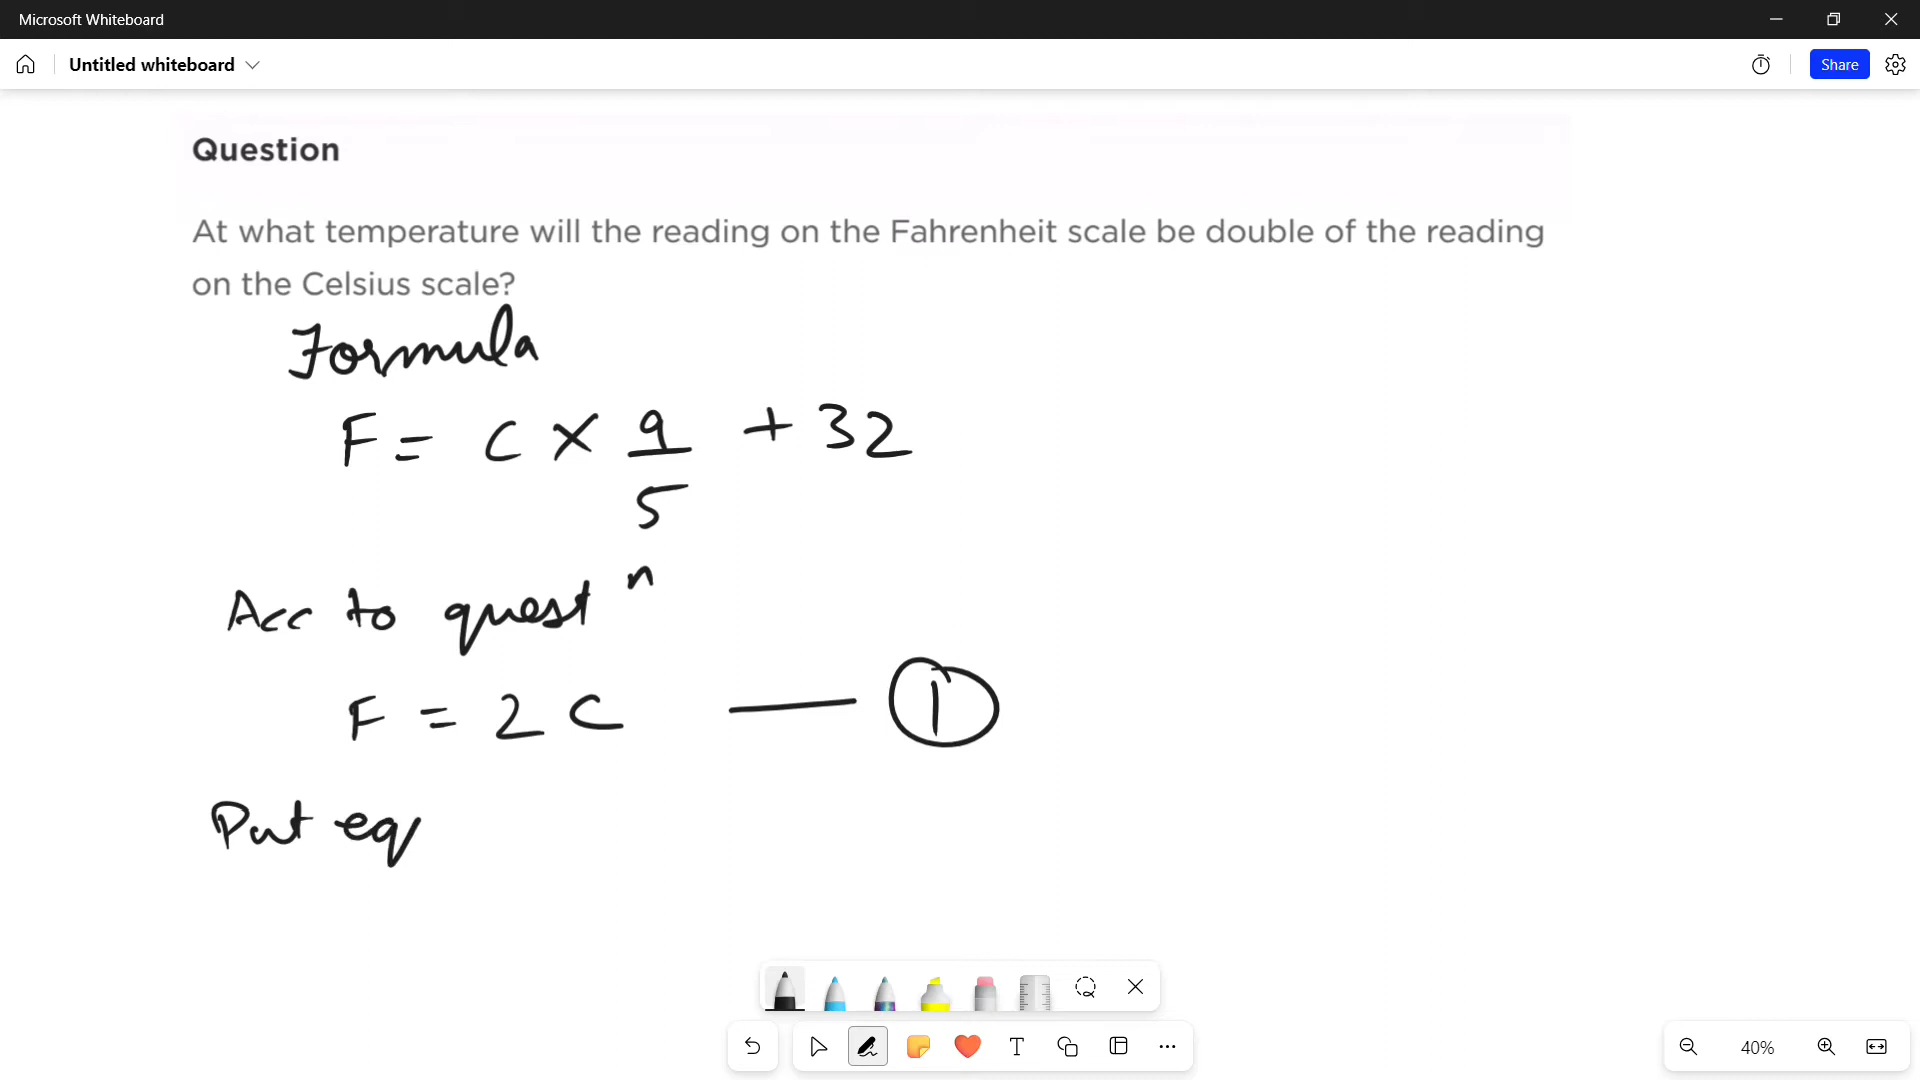 Microsoft Whiteboard
Untitled whiteboard
Share
Question
At what temperature will the reading on the Fahrenheit scale be double of the reading
on the Celsius scale?
Formula
F = C × 9/5 + 32
Acc to questⁿ
F = 2C — ①
Put eq
40%